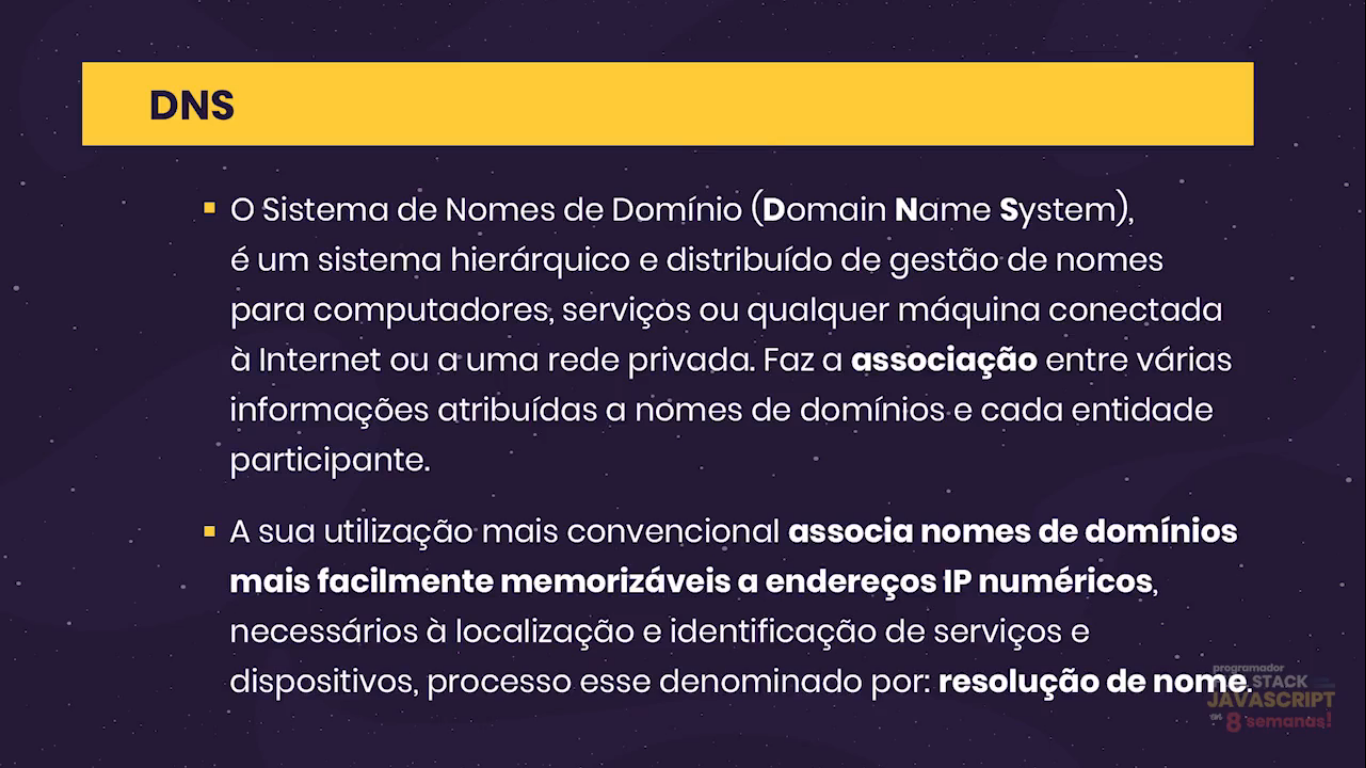 DNS
O Sistema de Nomes de Domínio (Domain Name System),
é um sistema hierárquico e distribuído de gestão de nomes
para computadores, serviços ou qualquer máquina conectada
à Internet ou a uma rede privada. Faz a associação entre várias
informações atribuídas a nomes de domínios e cada entidade
participante.
A sua utilização mais convencional associa nomes de domínios
mais facilmente memorizáveis a endereços IP numéricos,
necessários à localização e identificação de serviços e
dispositivos, processo esse denominado por: resolução de nome.
programador
STACK
JAVASCRIPT
8 semanas!